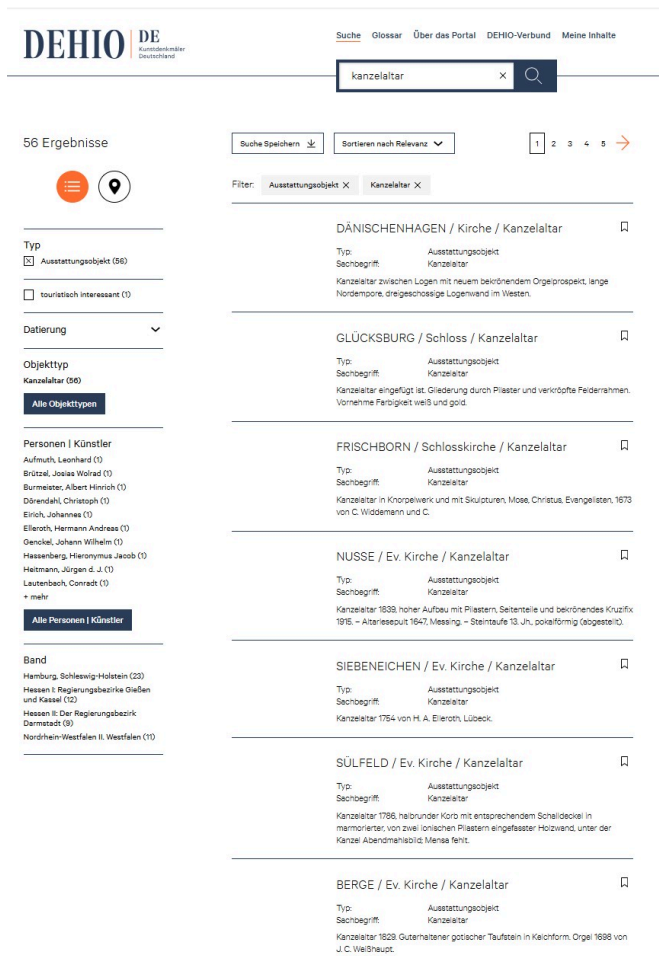 DEHIO DE
Kunstdenkmäler
Deutschland
Suche Glossar Über das Portal DEHIO-Verbund Meine Inhalte
kanzelaltar ×
56 Ergebnisse
Suche Speichern
Sortieren nach Relevanz
1 2 3 4 5 →
Filter: Ausstattungsobjekt × Kanzelaltar ×
Typ
Ausstattungsobjekt (56)
touristisch interessant (1)
Datierung
Objekttyp
Kanzelaltar (56)
Alle Objekttypen
Personen | Künstler
Aufmuth, Leonhard (1)
Brützel, Josias Wolrad (1)
Burmeister, Albert Hinrich (1)
Dörendahl, Christoph (1)
Eirich, Johannes (1)
Elleroth, Hermann Andreas (1)
Genckel, Johann Wilhelm (1)
Hassenberg, Hieronymus Jacob (1)
Heitmann, Jürgen d. J. (1)
Lautenbach, Conradt (1)
+ mehr
Alle Personen | Künstler
Band
Hamburg, Schleswig-Holstein (23)
Hessen I: Regierungsbezirke Gießen
und Kassel (12)
Hessen II: Der Regierungsbezirk
Darmstadt (9)
Nordrhein-Westfalen II. Westfalen (11)
DÄNISCHENHAGEN / Kirche / Kanzelaltar
Typ: Ausstattungsobjekt
Sachbegriff: Kanzelaltar
Kanzelaltar zwischen Logen mit neuem bekrönendem Orgelprospekt, lange
Nordempore, dreigeschossige Logenwand im Westen.
GLÜCKSBURG / Schloss / Kanzelaltar
Typ: Ausstattungsobjekt
Sachbegriff: Kanzelaltar
Kanzelaltar eingefügt ist. Gliederung durch Pilaster und verkröpfte Felderrahmen.
Vornehme Farbigkeit weiß und gold.
FRISCHBORN / Schlosskirche / Kanzelaltar
Typ: Ausstattungsobjekt
Sachbegriff: Kanzelaltar
Kanzelaltar in Knorpelwerk und mit Skulpturen, Mose, Christus, Evangelisten, 1673
von C. Widdemann und C.
NUSSE / Ev. Kirche / Kanzelaltar
Typ: Ausstattungsobjekt
Sachbegriff: Kanzelaltar
Kanzelaltar 1839, hoher Aufbau mit Pilastern, Seitenteile und bekrönendes Kruzifix
1915. – Altarlesepult 1647, Messing. – Steintaufe 13. Jh., pokalförmig (abgestellt).
SIEBENEICHEN / Ev. Kirche / Kanzelaltar
Typ: Ausstattungsobjekt
Sachbegriff: Kanzelaltar
Kanzelaltar 1754 von H. A. Elleroth, Lübeck.
SÜLFELD / Ev. Kirche / Kanzelaltar
Typ: Ausstattungsobjekt
Sachbegriff: Kanzelaltar
Kanzelaltar 1786, halbrunder Korb mit entsprechendem Schalldeckel in
marmorierter, von zwei ionischen Pilastern eingefasster Holzwand, unter der
Kanzel Abendmahlsbild; Mensa fehlt.
BERGE / Ev. Kirche / Kanzelaltar
Typ: Ausstattungsobjekt
Sachbegriff: Kanzelaltar
Kanzelaltar 1829. Guterhaltener gotischer Taufstein in Kelchform. Orgel 1698 von
J. C. Weißhaupt.